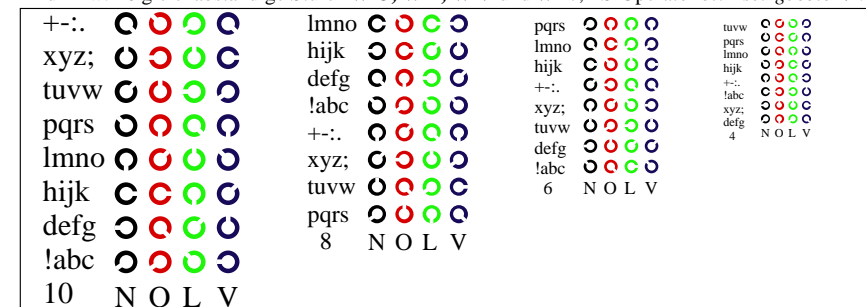 +-:.
xyz;
tuvw
pqrs
lmno
hijk
defg
!abc
10 N O L V
lmno
hijk
defg
!abc
+-:.
xyz;
tuvw
pqrs
8 N O L V
pqrs
lmno
hijk
+-:.
xyz;
tuvw
defg
!abc
6 N O L V
tuvw
pqrs
lmno
hijk
+-:.
!abc
xyz;
defg
4 N O L V